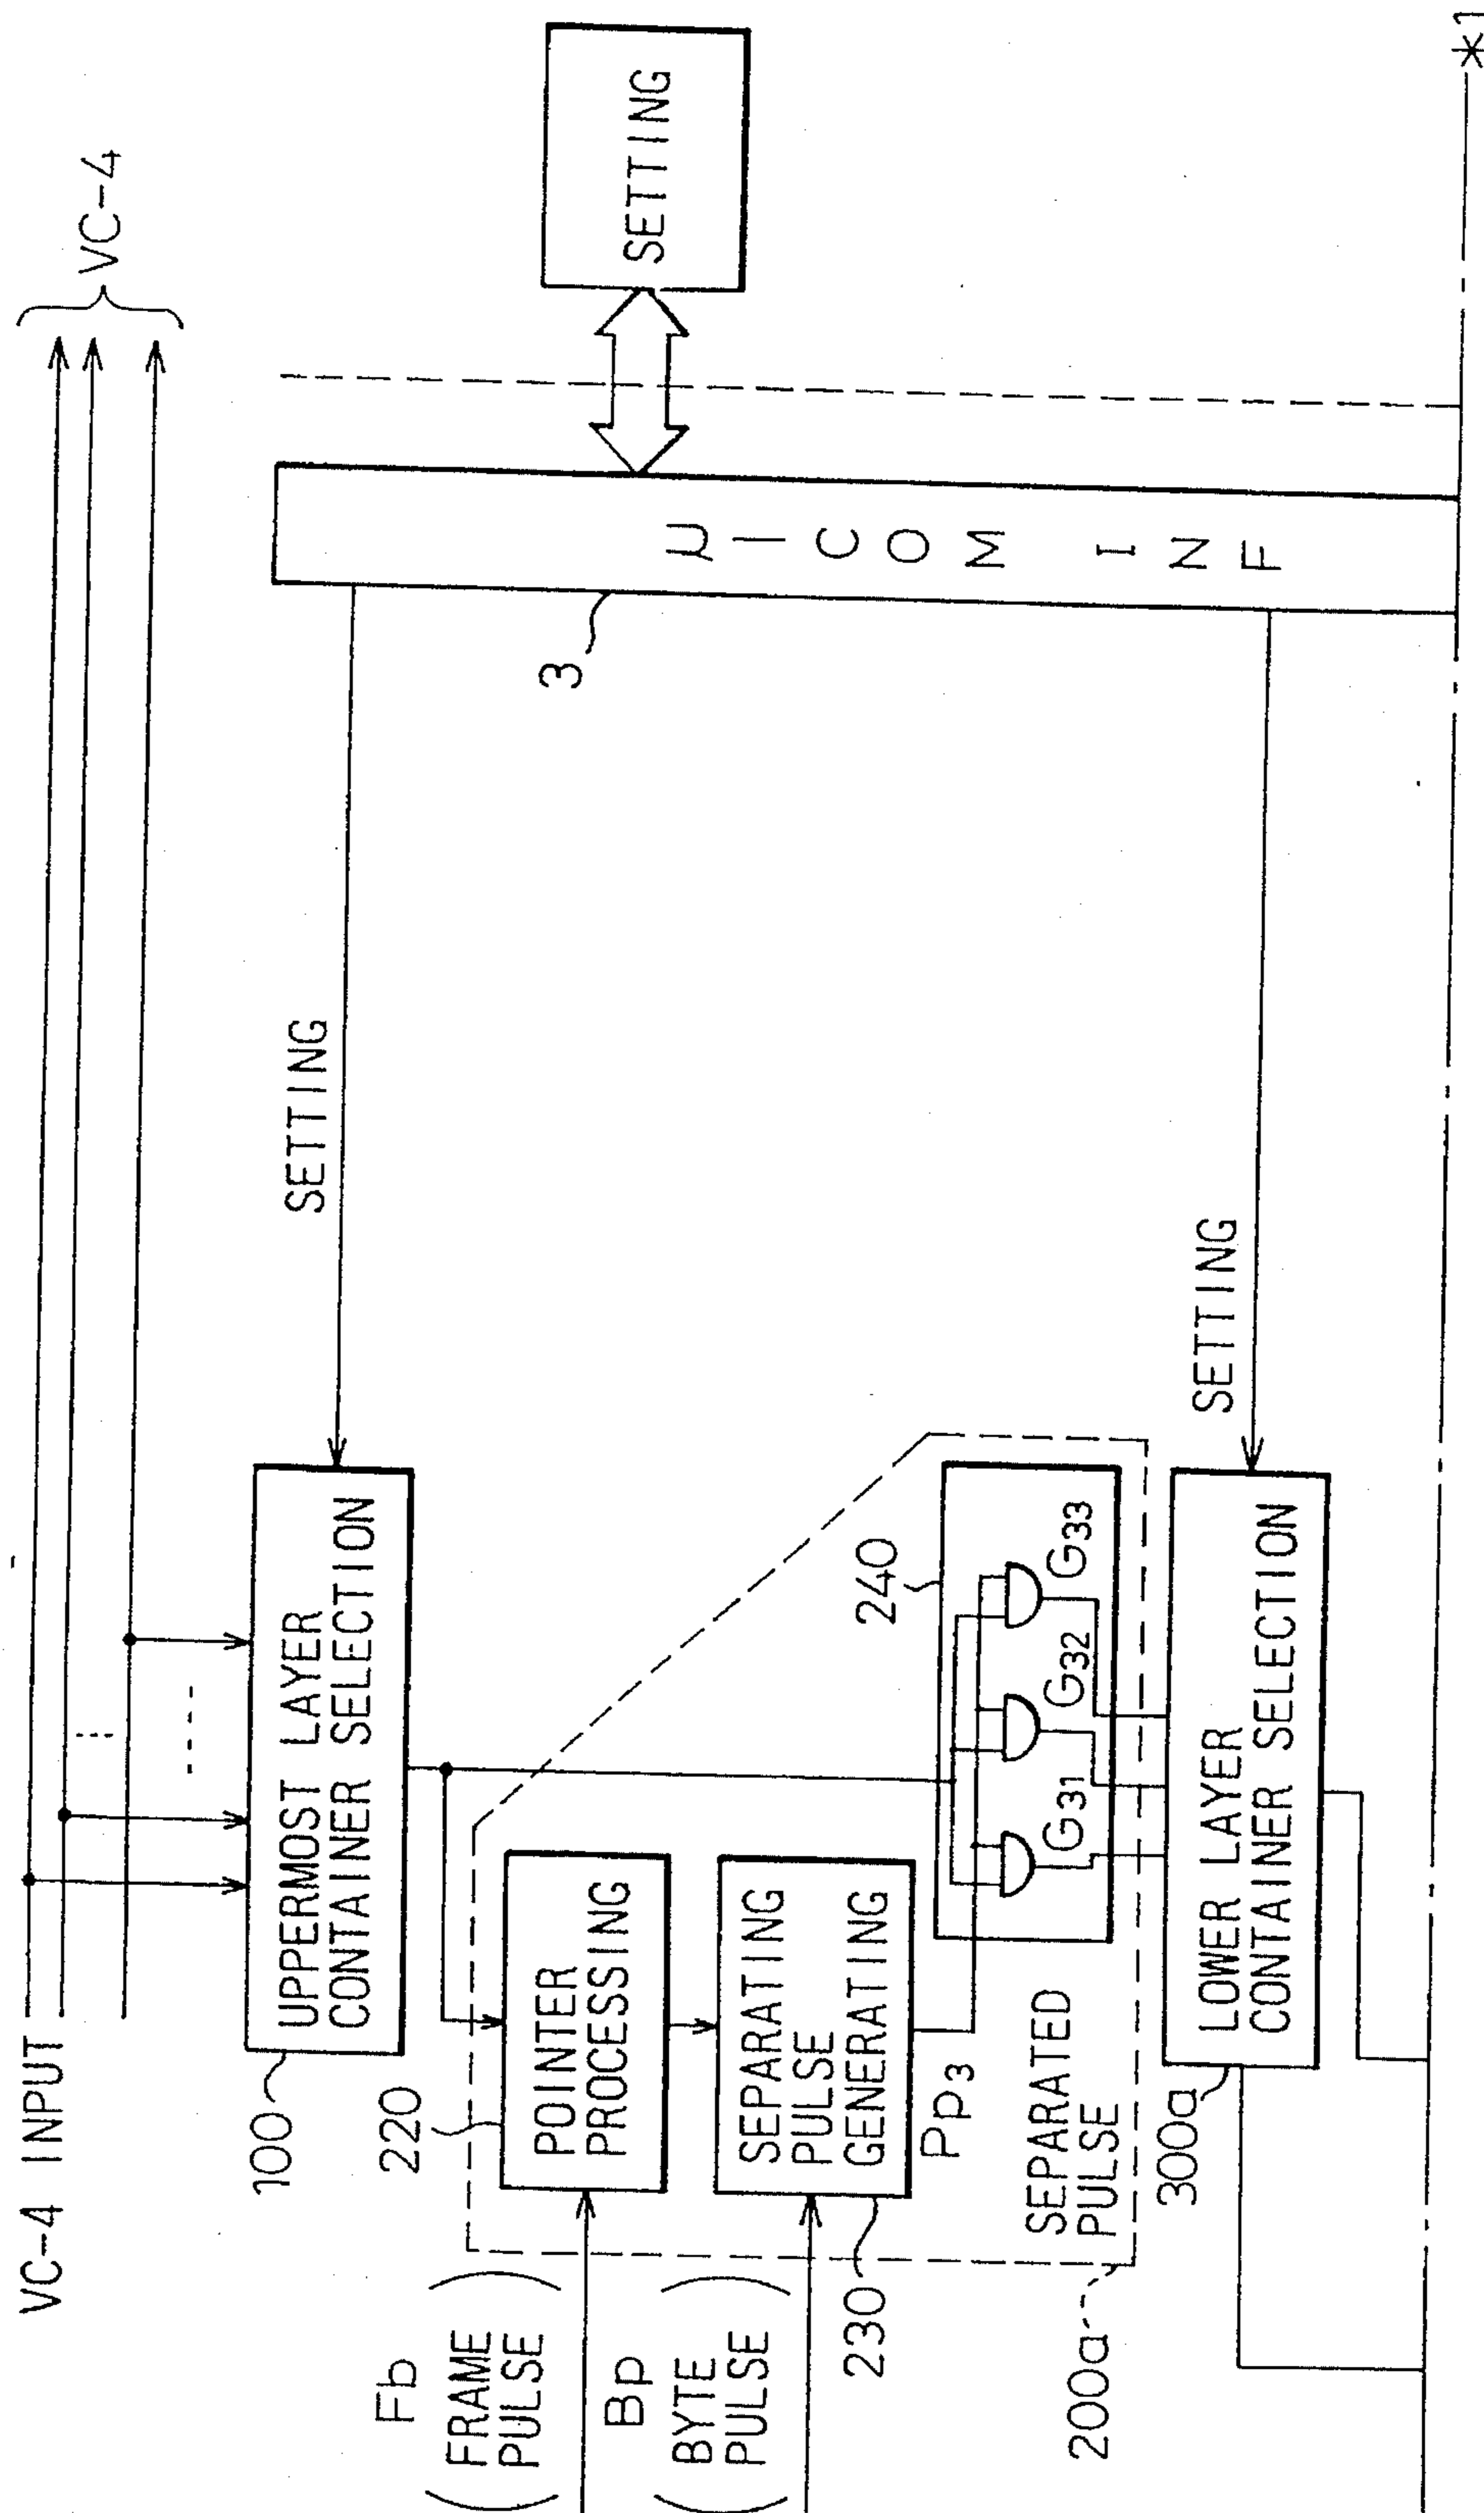 VC-4 INPUT
VC-4
100
UPPERMOST LAYER
CONTAINER SELECTION
SETTING
SETTING
3
µ-COM INF
Fb
(FRAME
PULSE)
220
POINTER
PROCESSING
Bp
(BYTE
PULSE)
230
SEPARATING
PULSE
GENERATING
Pp3
240
G31
G32
G33
SEPARATED
PULSE
200a
300a
LOWER LAYER
CONTAINER SELECTION
SETTING
*1